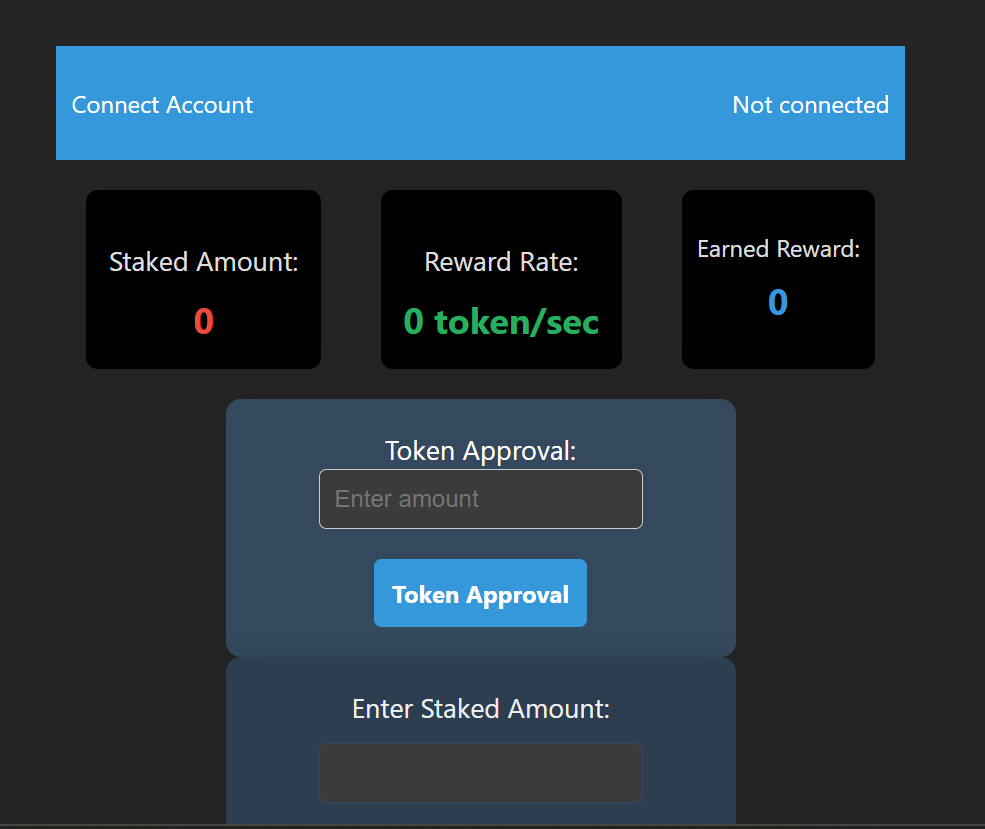 Connect Account
Not connected
Staked Amount:
0
Reward Rate:
0 token/sec
Earned Reward:
0
Token Approval:
Enter amount
Token Approval
Enter Staked Amount: